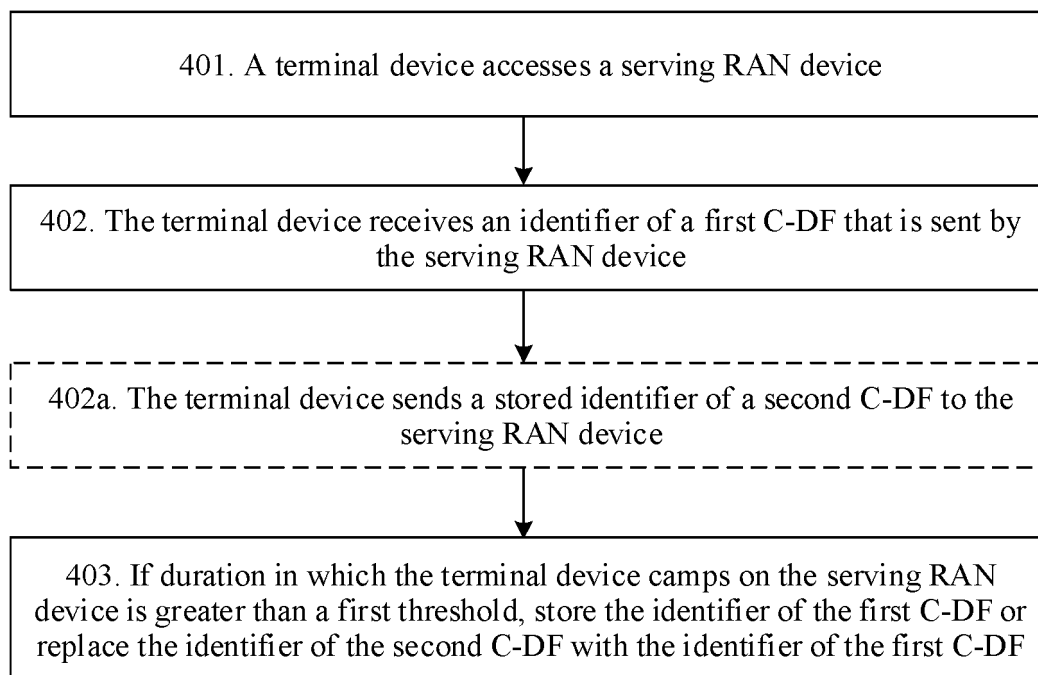 401. A terminal device accesses a serving RAN device
402. The terminal device receives an identifier of a first C-DF that is sent by
the serving RAN device
402a. The terminal device sends a stored identifier of a second C-DF to the
serving RAN device
403. If duration in which the terminal device camps on the serving RAN
device is greater than a first threshold, store the identifier of the first C-DF or
replace the identifier of the second C-DF with the identifier of the first C-DF